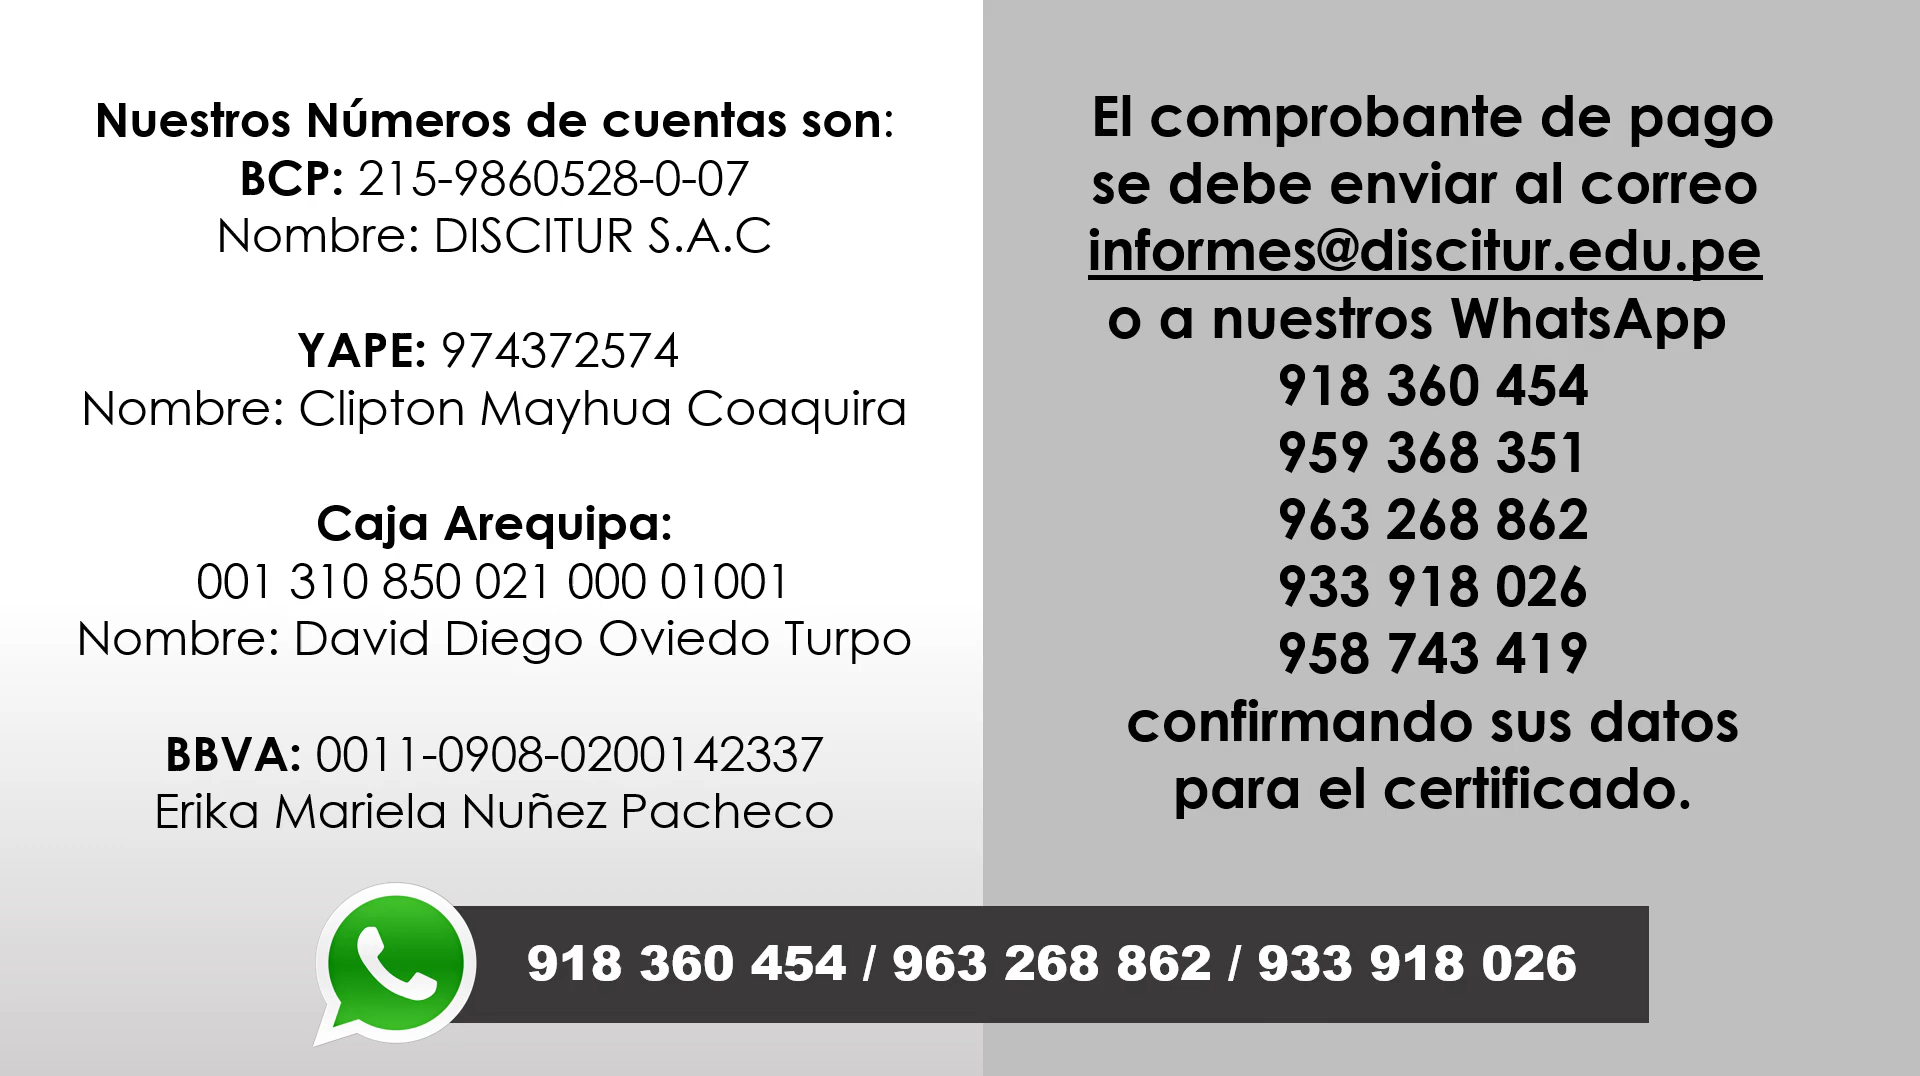 Nuestros Números de cuentas son:
BCP: 215-9860528-0-07
Nombre: DISCITUR S.A.C
YAPE: 974372574
Nombre: Clipton Mayhua Coaquira
Caja Arequipa:
001 310 850 021 000 01001
Nombre: David Diego Oviedo Turpo
BBVA: 0011-0908-0200142337
Erika Mariela Nuñez Pacheco
El comprobante de pago
se debe enviar al correo
informes@discitur.edu.pe
o a nuestros WhatsApp
918 360 454
959 368 351
963 268 862
933 918 026
958 743 419
confirmando sus datos
para el certificado.
918 360 454 / 963 268 862 / 933 918 026